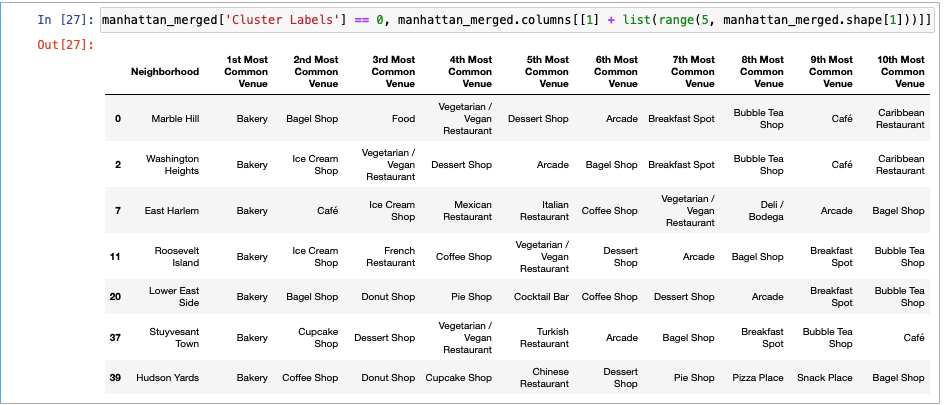 In [27]: manhattan_merged['Cluster Labels'] == 0, manhattan_merged.columns[[1] + list(range(5, manhattan_merged.shape[1]))]]
Out[27]:
Neighborhood 1st Most Common Venue 2nd Most Common Venue 3rd Most Common Venue 4th Most Common Venue 5th Most Common Venue 6th Most Common Venue 7th Most Common Venue 8th Most Common Venue 9th Most Common Venue 10th Most Common Venue
0 Marble Hill Bakery Bagel Shop Food Vegetarian / Vegan Restaurant Dessert Shop Arcade Breakfast Spot Bubble Tea Shop Café Caribbean Restaurant
2 Washington Heights Bakery Ice Cream Shop Vegetarian / Vegan Restaurant Dessert Shop Arcade Bagel Shop Breakfast Spot Bubble Tea Shop Café Caribbean Restaurant
7 East Harlem Bakery Café Ice Cream Shop Mexican Restaurant Italian Restaurant Coffee Shop Vegetarian / Vegan Restaurant Deli / Bodega Arcade Bagel Shop
11 Roosevelt Island Bakery Ice Cream Shop French Restaurant Coffee Shop Vegetarian / Vegan Restaurant Dessert Shop Arcade Bagel Shop Breakfast Spot Bubble Tea Shop
20 Lower East Side Bakery Bagel Shop Donut Shop Pie Shop Cocktail Bar Coffee Shop Dessert Shop Arcade Breakfast Spot Bubble Tea Shop
37 Stuyvesant Town Bakery Cupcake Shop Dessert Shop Vegetarian / Vegan Restaurant Turkish Restaurant Arcade Bagel Shop Breakfast Spot Bubble Tea Shop Café
39 Hudson Yards Bakery Coffee Shop Donut Shop Cupcake Shop Chinese Restaurant Dessert Shop Pie Shop Pizza Place Snack Place Bagel Shop